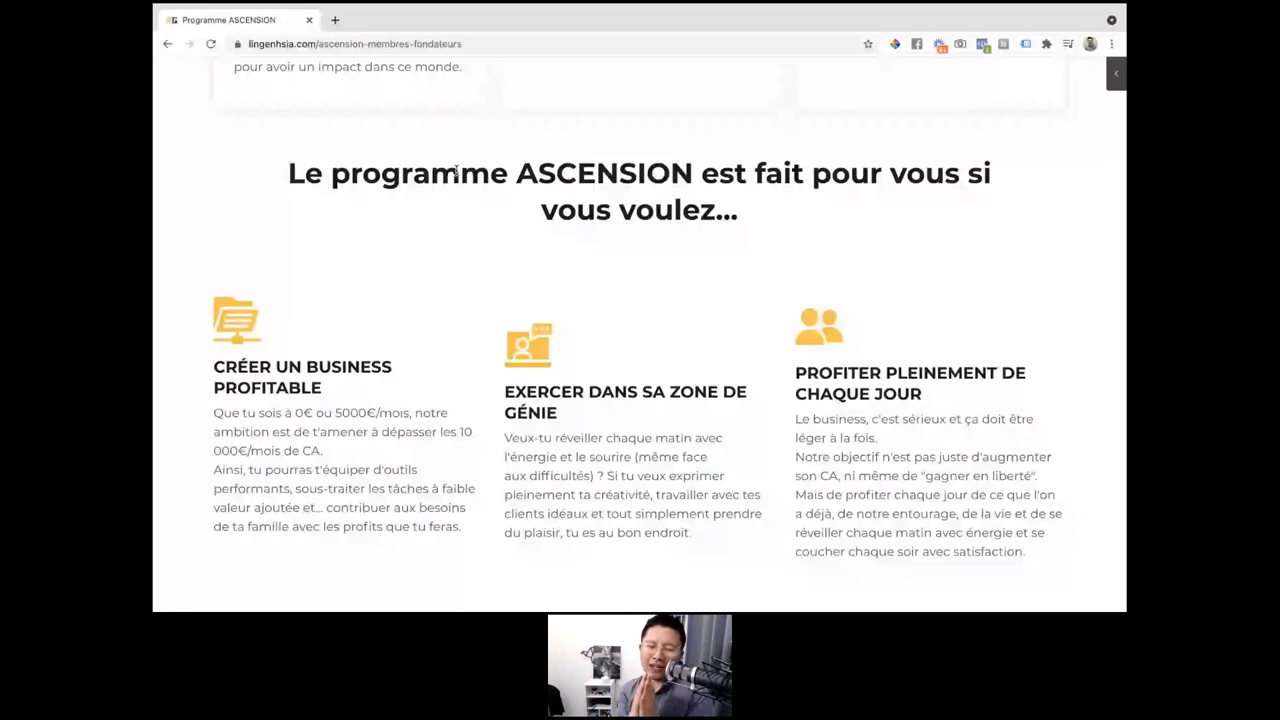 Programme ASCENSION
lingenhsia.com/ascension-membres-fondateurs
pour avoir un impact dans ce monde.
Le programme ASCENSION est fait pour vous si
vous voulez...
CRÉER UN BUSINESS
PROFITABLE
Que tu sois à 0€ ou 5000€/mois, notre
ambition est de t'amener à dépasser les 10
000€/mois de CA.
Ainsi, tu pourras t'équiper d'outils
performants, sous-traiter les tâches à faible
valeur ajoutée et... contribuer aux besoins
de ta famille avec les profits que tu feras.
EXERCER DANS SA ZONE DE
GÉNIE
Veux-tu réveiller chaque matin avec
l'énergie et le sourire (même face
aux difficultés) ? Si tu veux exprimer
pleinement ta créativité, travailler avec tes
clients idéaux et tout simplement prendre
du plaisir, tu es au bon endroit.
PROFITER PLEINEMENT DE
CHAQUE JOUR
Le business, c'est sérieux et ça doit être
léger à la fois.
Notre objectif n'est pas juste d'augmenter
son CA, ni même de "gagner en liberté".
Mais de profiter chaque jour de ce que l'on
a déjà, de notre entourage, de la vie et de se
réveiller chaque matin avec énergie et se
coucher chaque soir avec satisfaction.